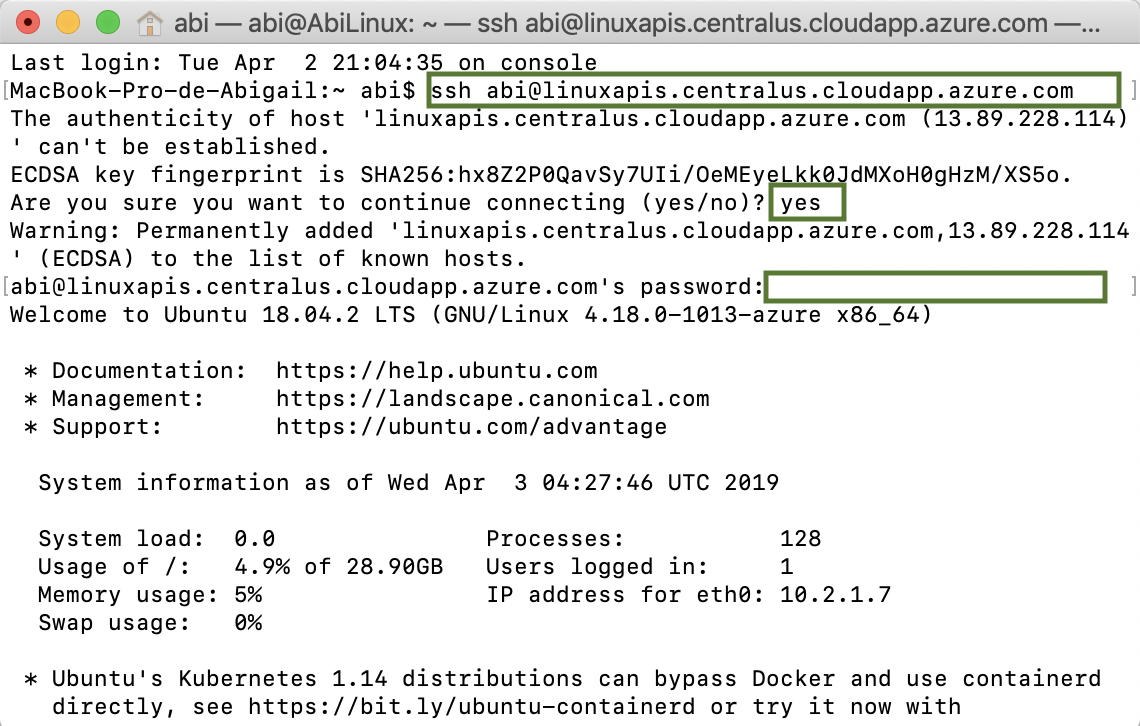 abi — abi@AbiLinux: ~ — ssh abi@linuxapis.centralus.cloudapp.azure.com —...
Last login: Tue Apr  2 21:04:35 on console
[MacBook-Pro-de-Abigail:~ abi$ ssh abi@linuxapis.centralus.cloudapp.azure.com ]
The authenticity of host 'linuxapis.centralus.cloudapp.azure.com (13.89.228.114)
' can't be established.
ECDSA key fingerprint is SHA256:hx8Z2P0QavSy7UIi/OeMEyeLkk0JdMXoH0gHzM/XS5o.
Are you sure you want to continue connecting (yes/no)? yes
Warning: Permanently added 'linuxapis.centralus.cloudapp.azure.com,13.89.228.114
' (ECDSA) to the list of known hosts.
[abi@linuxapis.centralus.cloudapp.azure.com's password: ]
Welcome to Ubuntu 18.04.2 LTS (GNU/Linux 4.18.0-1013-azure x86_64)
* Documentation:  https://help.ubuntu.com
* Management:     https://landscape.canonical.com
* Support:        https://ubuntu.com/advantage
System information as of Wed Apr  3 04:27:46 UTC 2019
System load:  0.0               Processes:           128
Usage of /:   4.9% of 28.90GB   Users logged in:     1
Memory usage: 5%                IP address for eth0: 10.2.1.7
Swap usage:   0%
* Ubuntu's Kubernetes 1.14 distributions can bypass Docker and use containerd
directly, see https://bit.ly/ubuntu-containerd or try it now with